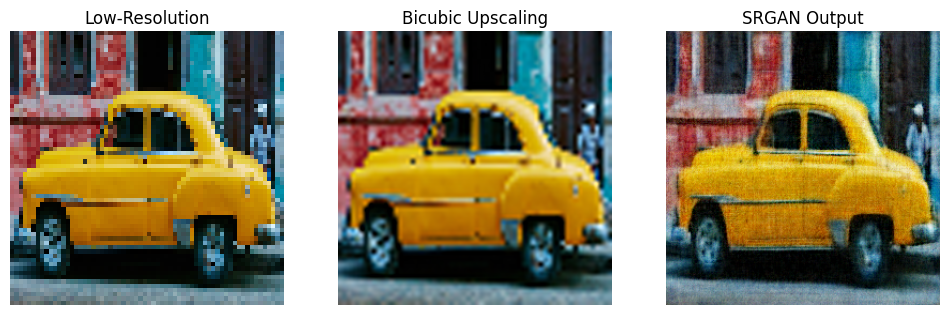 Low-Resolution
Bicubic Upscaling
SRGAN Output